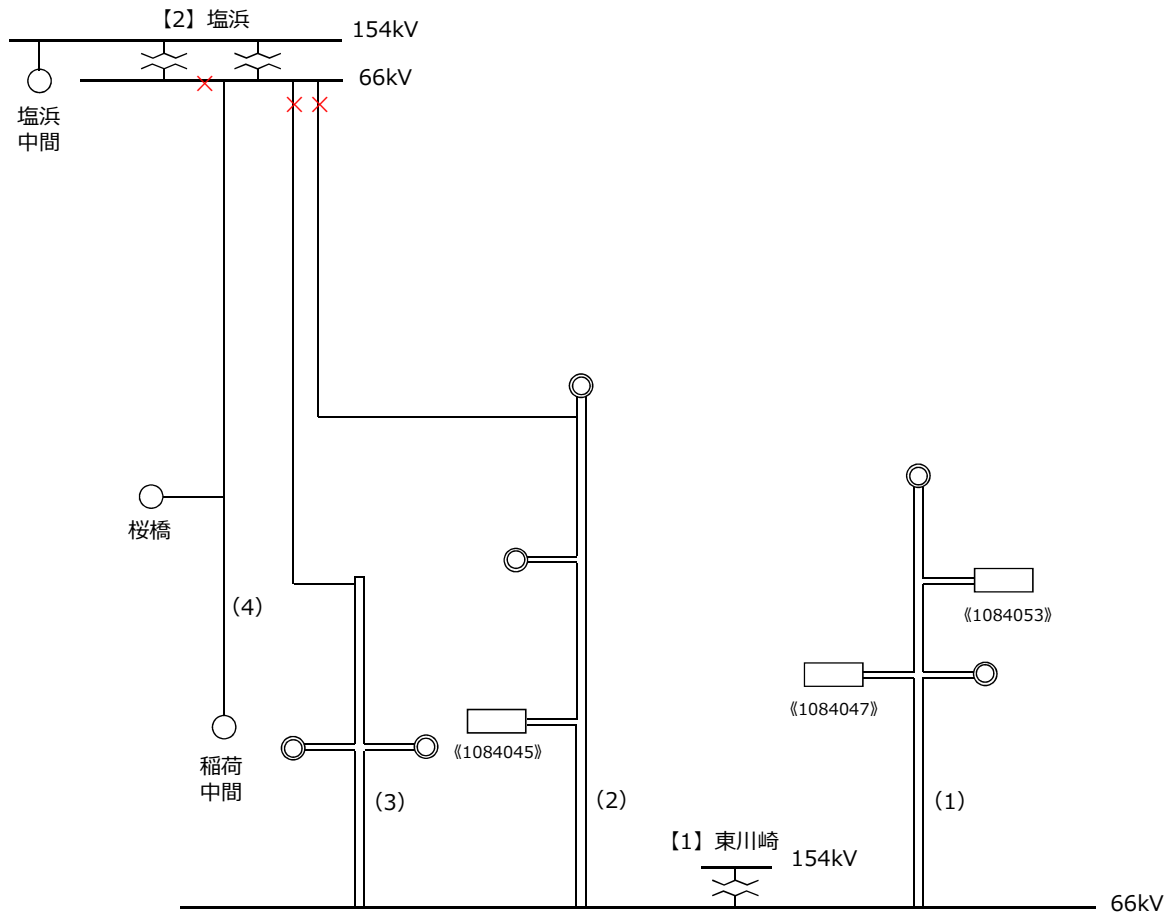 【2】塩浜
154kV
66kV
塩浜
中間
桜橋
(4)
稲荷
中間
(3)
《1084045》
(2)
《1084053》
《1084047》
(1)
【1】東川崎
154kV
66kV